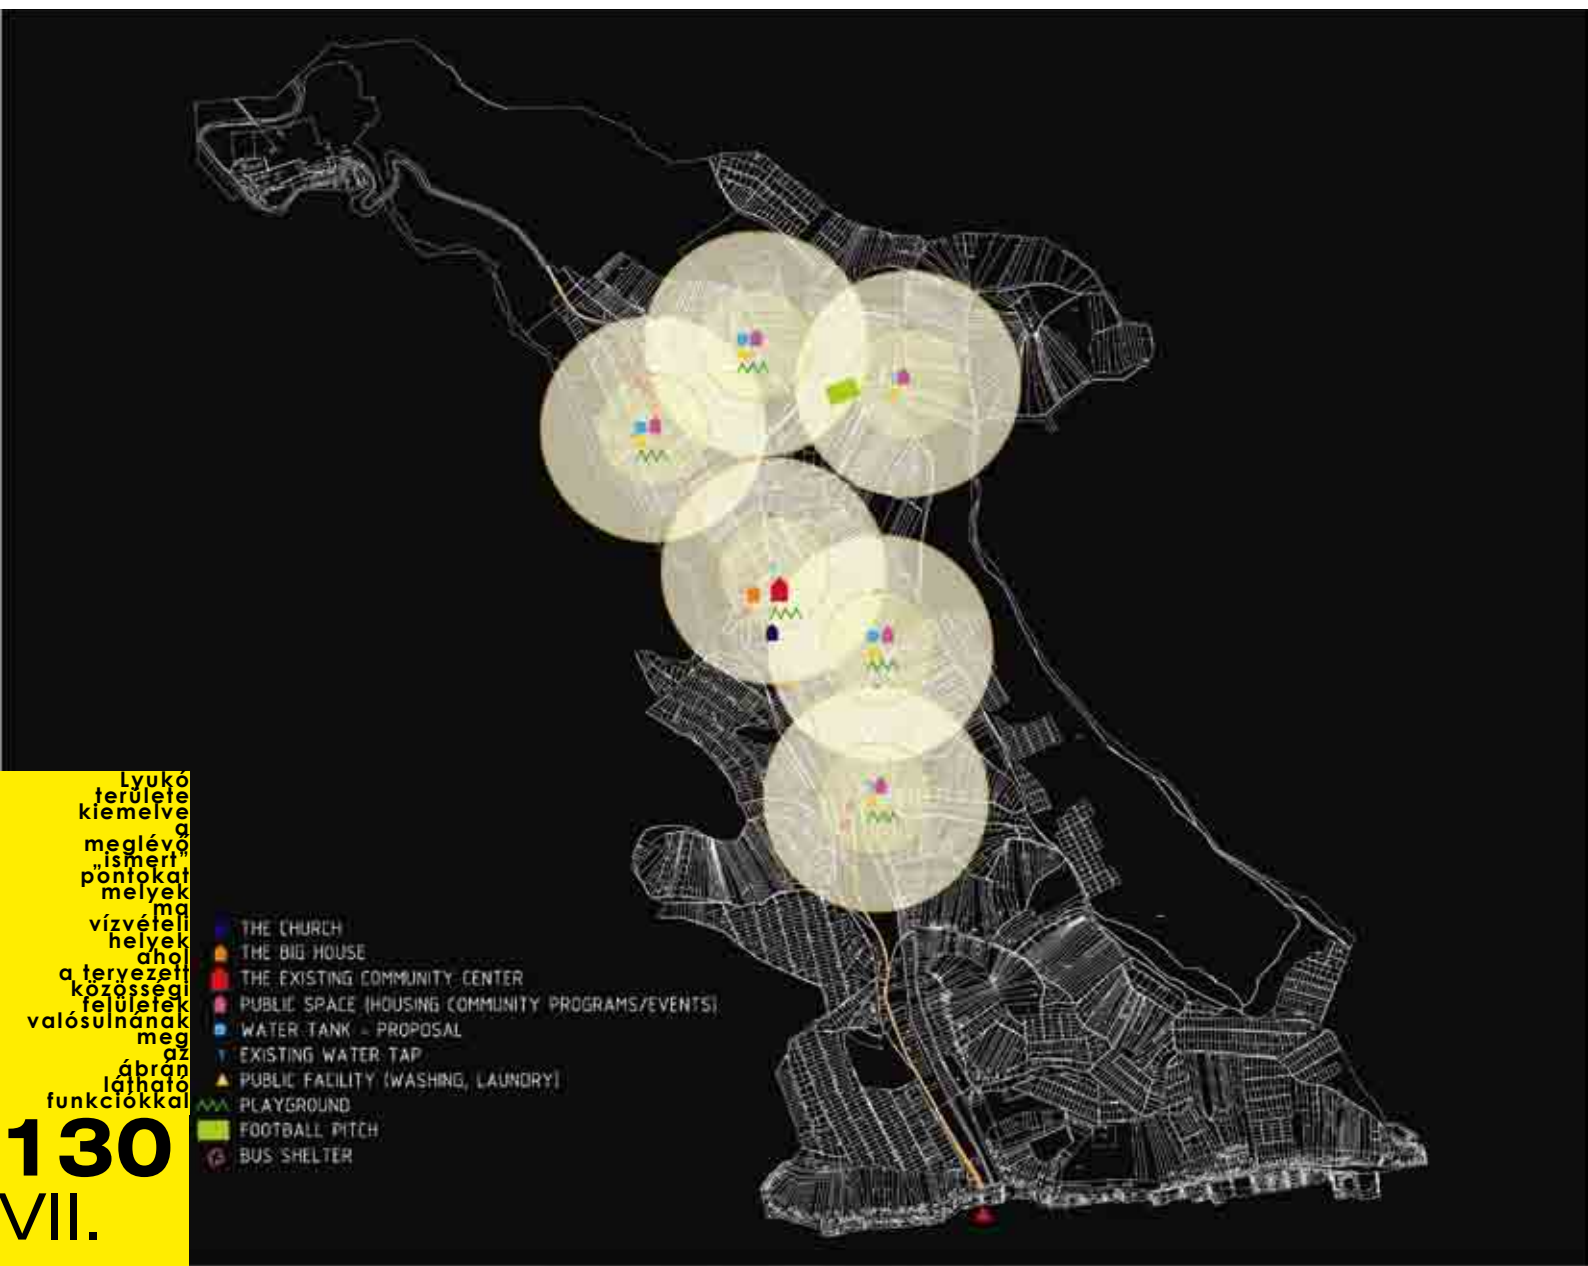 Lyukó
területe
kiemelve
a
meglévő
„ismert”
pontokat
melyek
ma
vízvételi
helyek
ahol
a tervezett
közösségi
felületek
valósulnának
meg
az
ábrán
látható
funkciókkal
130
VII.
THE CHURCH
THE BIG HOUSE
THE EXISTING COMMUNITY CENTER
PUBLIC SPACE (HOUSING COMMUNITY PROGRAMS/EVENTS)
WATER TANK - PROPOSAL
EXISTING WATER TAP
PUBLIC FACILITY (WASHING, LAUNDRY)
PLAYGROUND
FOOTBALL PITCH
BUS SHELTER